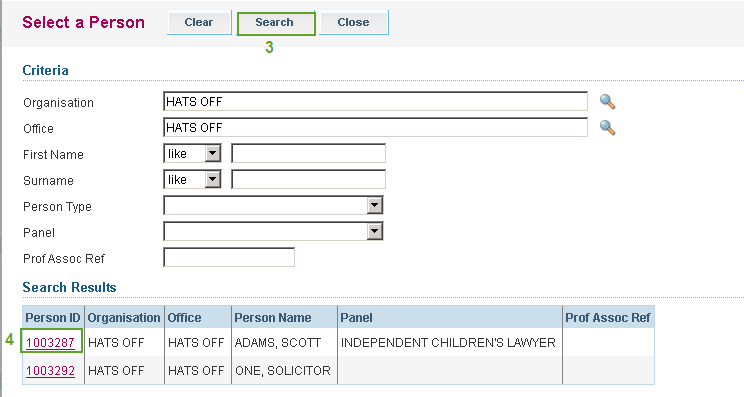 Select a Person Clear Search Close
3
Criteria
Organisation HATS OFF
Office HATS OFF
First Name like
Surname like
Person Type
Panel
Prof Assoc Ref
Search Results
Person ID Organisation Office Person Name Panel Prof Assoc Ref
4 1003287 HATS OFF HATS OFF ADAMS, SCOTT INDEPENDENT CHILDREN'S LAWYER
1003292 HATS OFF HATS OFF ONE, SOLICITOR